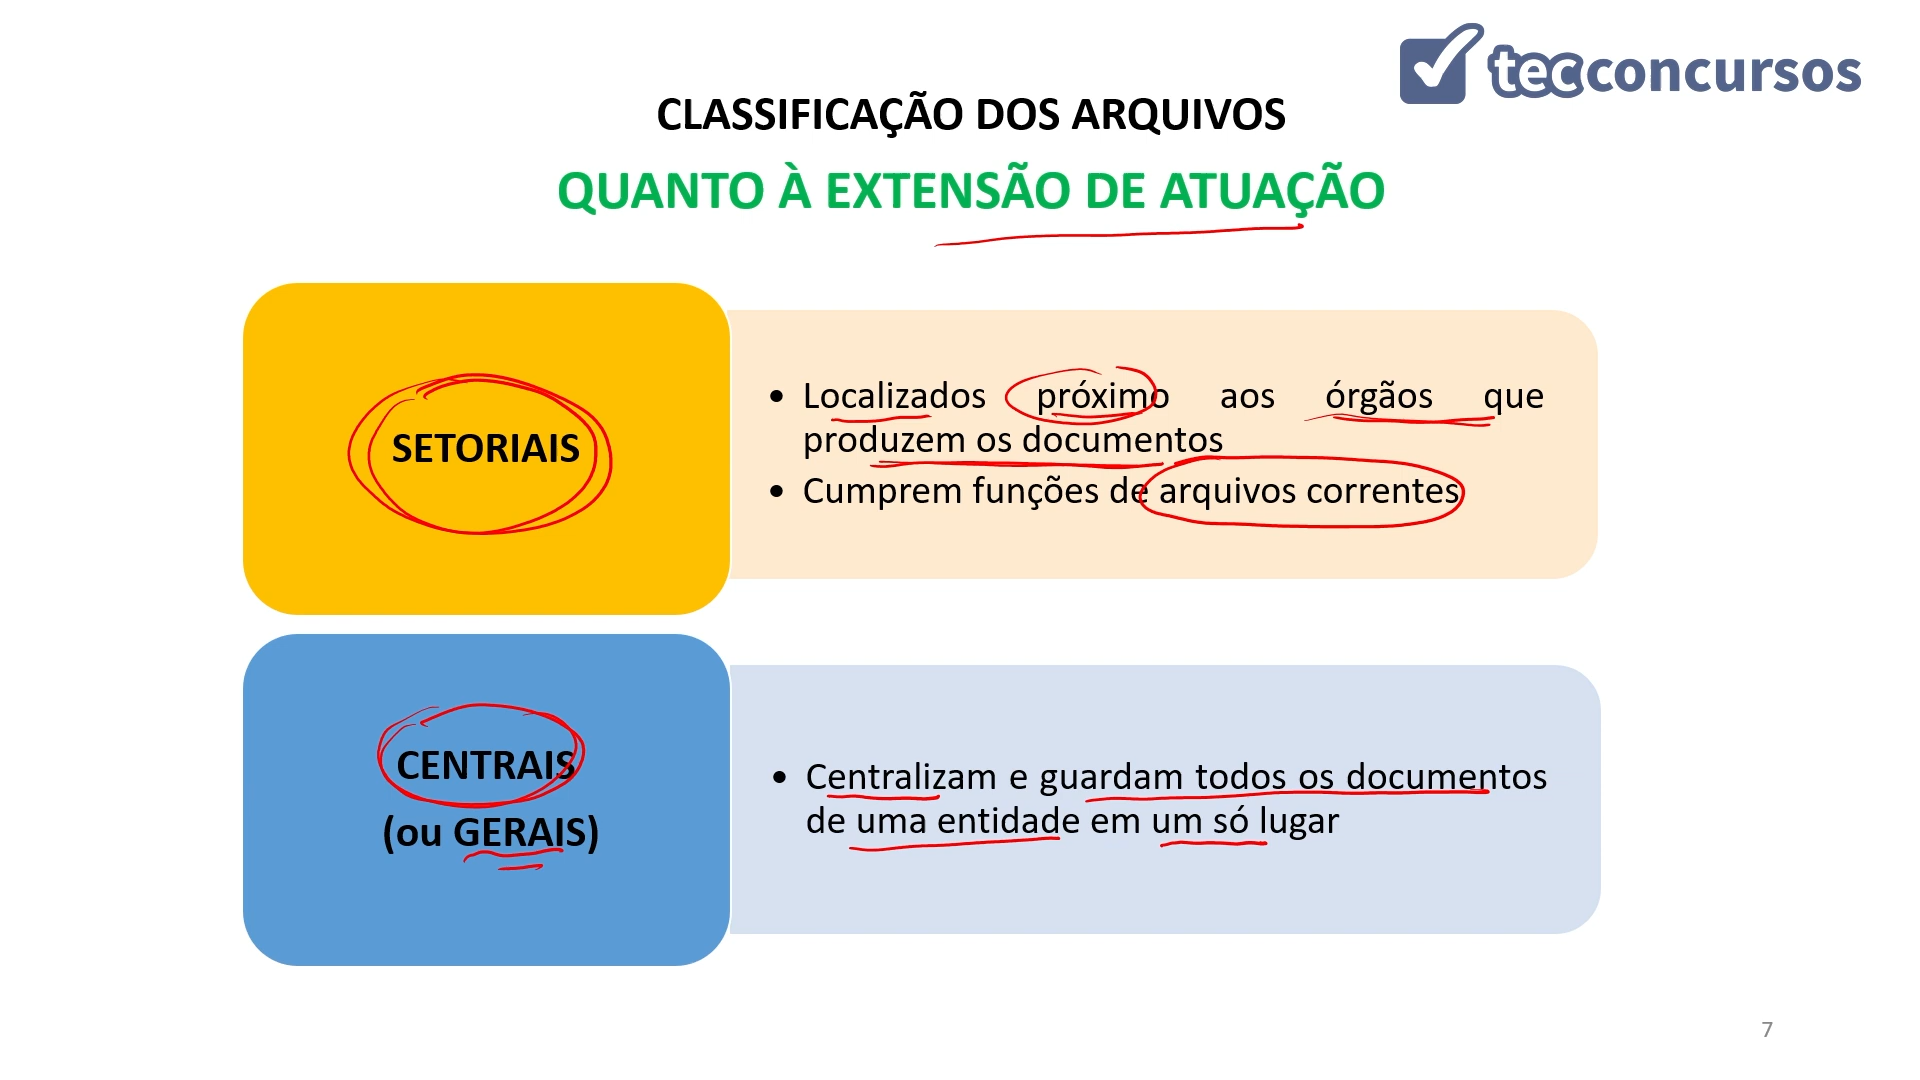 tecconcursos
CLASSIFICAÇÃO DOS ARQUIVOS
QUANTO À EXTENSÃO DE ATUAÇÃO
SETORIAIS
• Localizados próximo aos órgãos que
produzem os documentos
• Cumprem funções de arquivos correntes
CENTRAIS
(ou GERAIS)
• Centralizam e guardam todos os documentos
de uma entidade em um só lugar
7